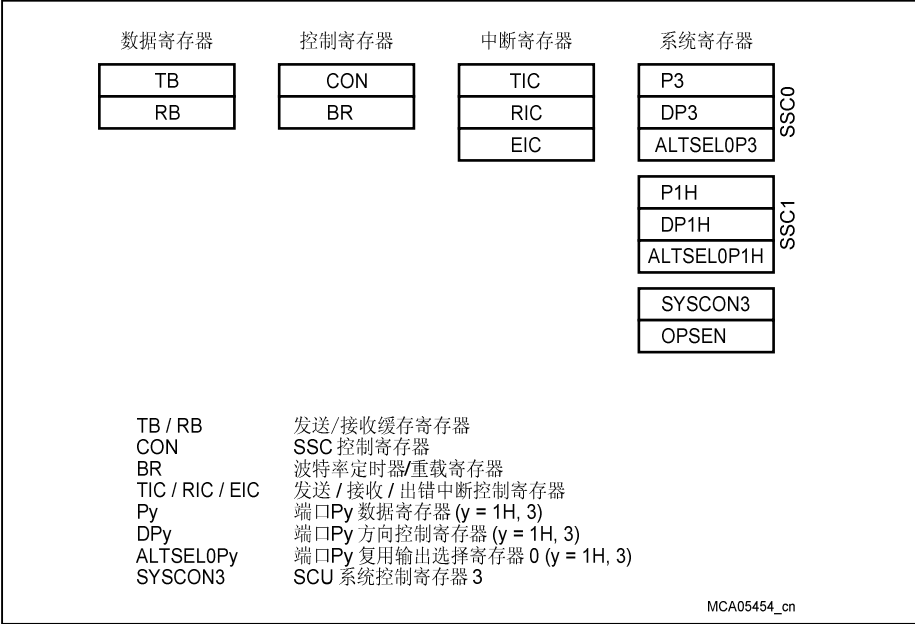 数据寄存器 控制寄存器 中断寄存器 系统寄存器
TB CON TIC P3
RB BR RIC DP3
EIC ALTSEL0P3
SSC0
P1H
DP1H
ALTSEL0P1H
SSC1
SYSCON3
OPSEN
TB / RB 发送/接收缓存寄存器
CON SSC 控制寄存器
BR 波特率定时器/重载寄存器
TIC / RIC / EIC 发送 / 接收 / 出错中断控制寄存器
Py 端口Py 数据寄存器 (y = 1H, 3)
DPy 端口Py 方向控制寄存器 (y = 1H, 3)
ALTSEL0Py 端口Py 复用输出选择寄存器 0 (y = 1H, 3)
SYSCON3 SCU 系统控制寄存器 3
MCA05454_cn